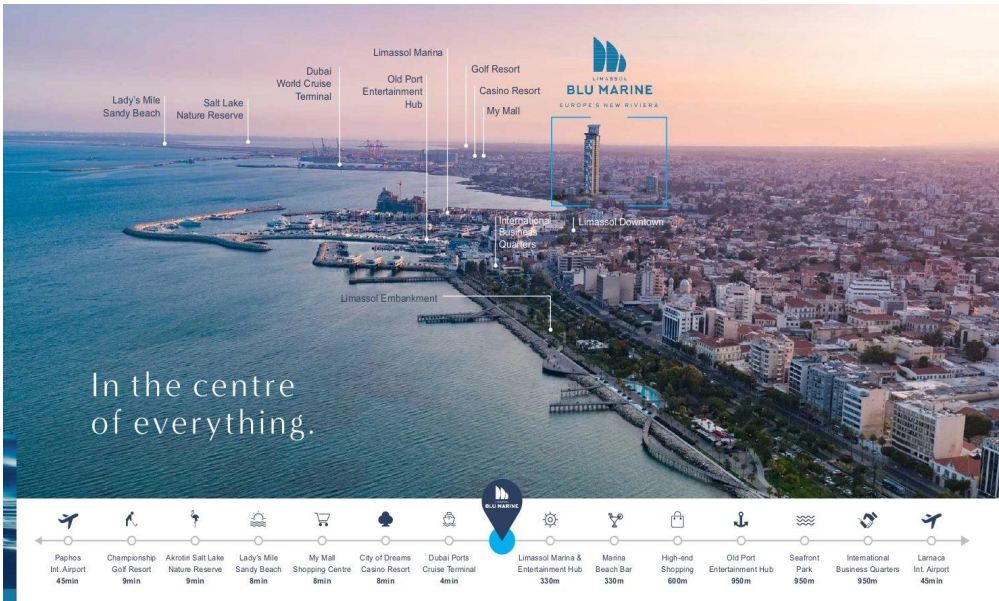 Limassol Marina
Golf Resort
Dubai
World Cruise
Terminal
Old Port
Entertainment
Hub
Casino Resort
My Mall
Lady's Mile
Sandy Beach
Salt Lake
Nature Reserve
LIMASSOL
BLU MARINE
EUROPE'S NEW RIVIERA
International
Business
Quarters
Limassol Downtown
Limassol Embankment
In the centre
of everything.
BLU MARINE
Paphos
Int. Airport
45min
Championship
Golf Resort
9min
Akrotiri Salt Lake
Nature Reserve
9min
Lady's Mile
Sandy Beach
8min
My Mall
Shopping Centre
8min
City of Dreams
Casino Resort
8min
Dubai Ports
Cruise Terminal
4min
Limassol Marina &
Entertainment Hub
330m
Marina
Beach Bar
330m
High-end
Shopping
600m
Old Port
Entertainment Hub
950m
Seafront
Park
950m
International
Business Quarters
950m
Larnaca
Int. Airport
45min